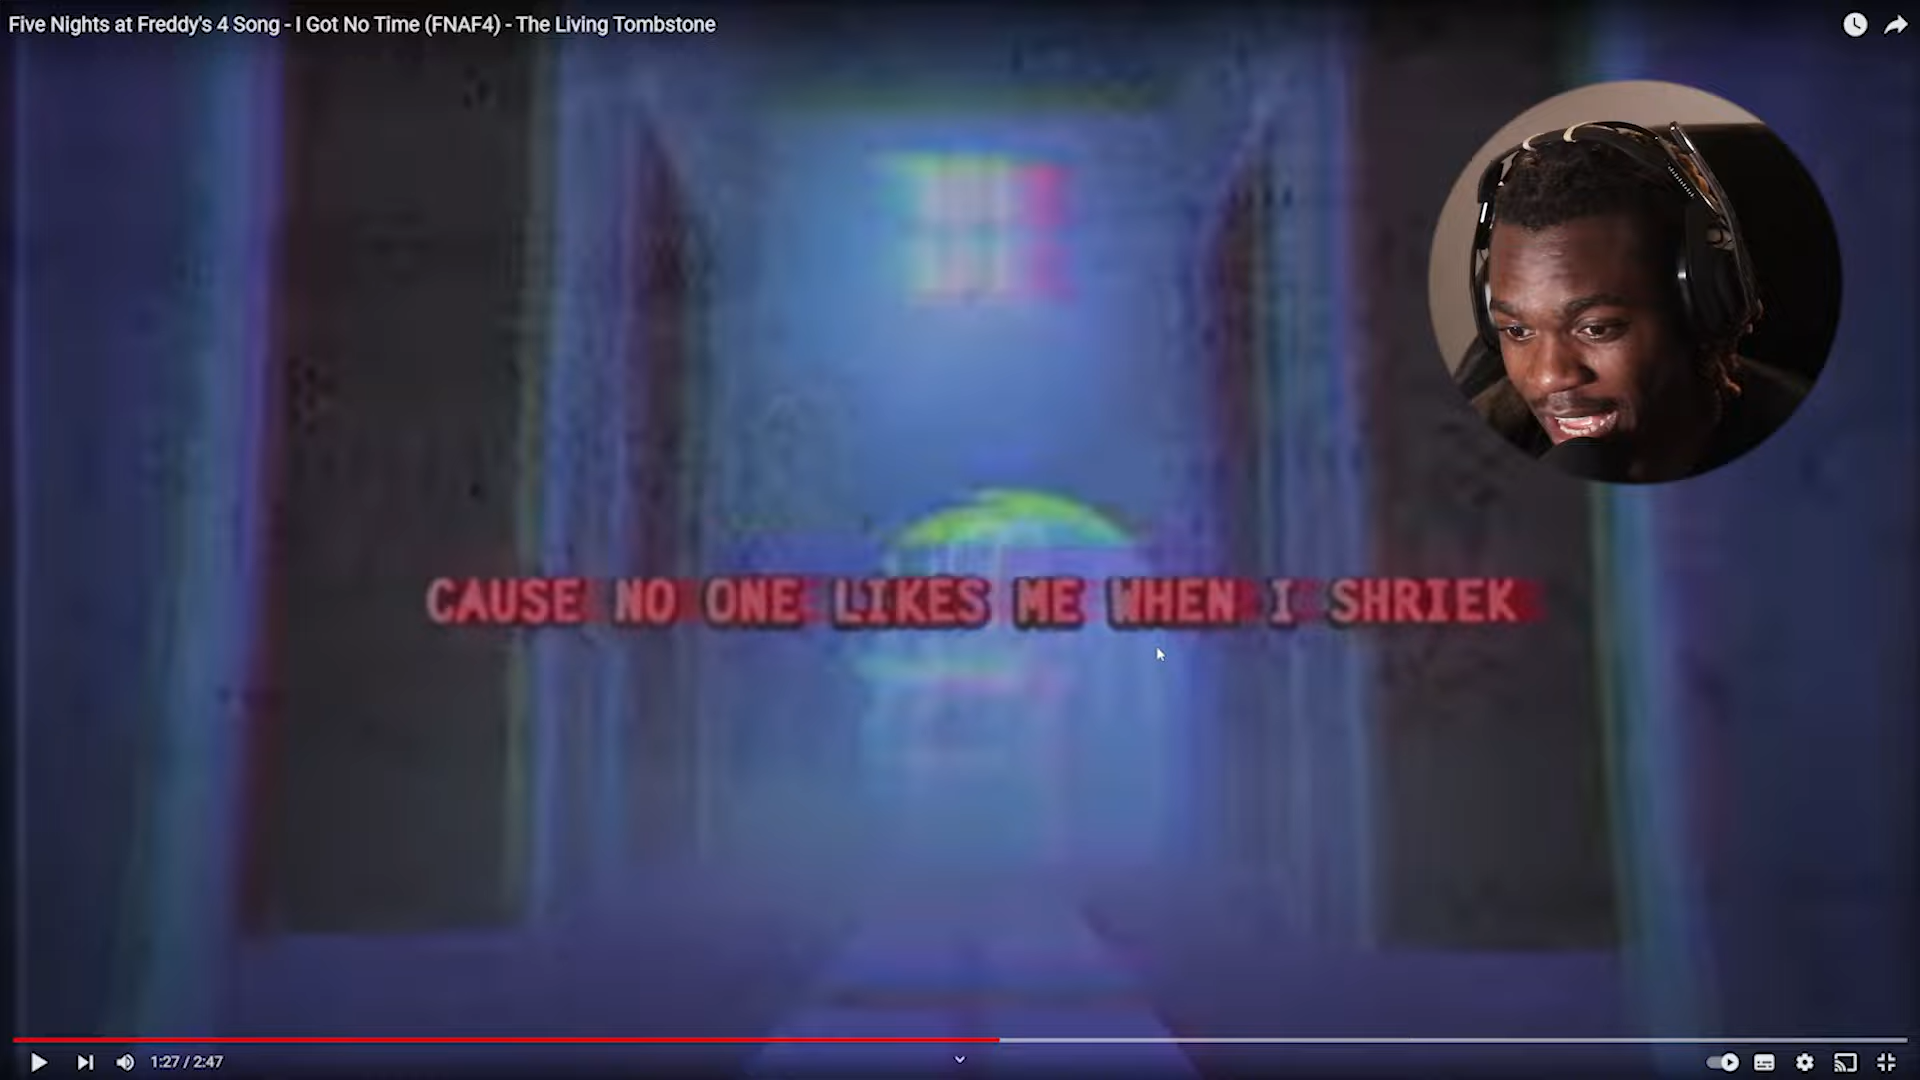 Five Nights at Freddy's 4 Song - I Got No Time (FNAF4) - The Living Tombstone
CAUSE NO ONE LIKES ME WHEN I SHRIEK
1:27 / 2:47